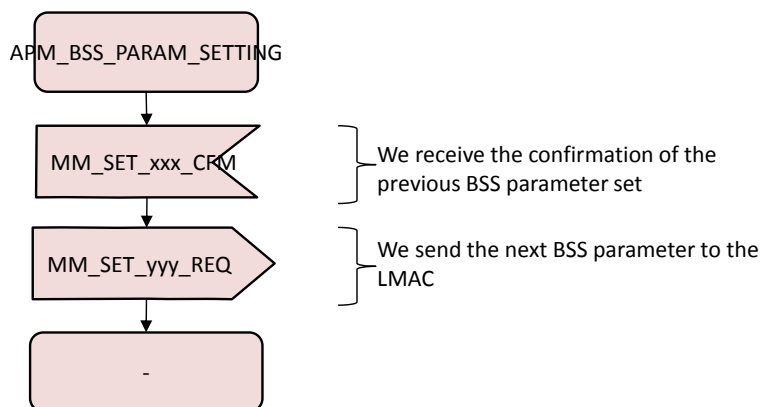 APM_BSS_PARAM_SETTING
MM_SET_xxx_CFM
We receive the confirmation of the
previous BSS parameter set
MM_SET_yyy_REQ
We send the next BSS parameter to the
LMAC
-